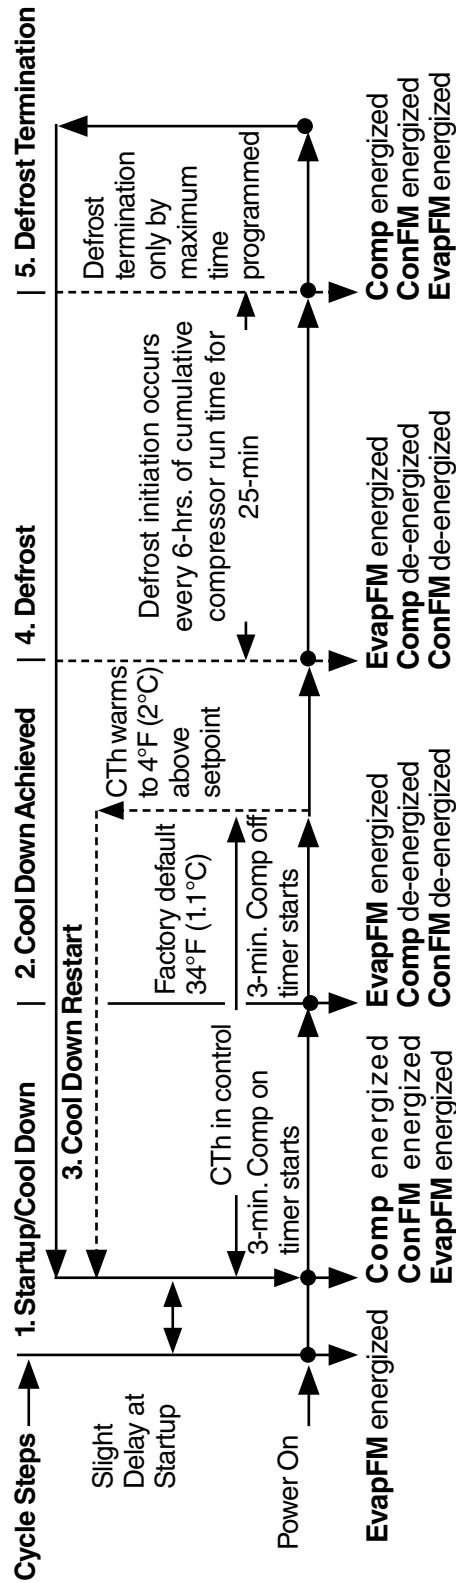 Cycle Steps
1. Startup/Cool Down
2. Cool Down Achieved
4. Defrost
5. Defrost Termination
3. Cool Down Restart
Slight
Delay at
Startup
CTh in control
3-min. Comp on
timer starts
Factory default
34°F (1.1°C)
3-min. Comp off
timer starts
CTh warms
to 4°F (2°C)
above
setpoint
Defrost initiation occurs
every 6-hrs. of cumulative
compressor run time for
25-min
Defrost
termination
only by
maximum
time
programmed
Power On
EvapFM energized
Comp energized
ConFM energized
EvapFM energized
EvapFM energized
Comp de-energized
ConFM de-energized
EvapFM energized
Comp de-energized
ConFM de-energized
Comp energized
ConFM energized
EvapFM energized